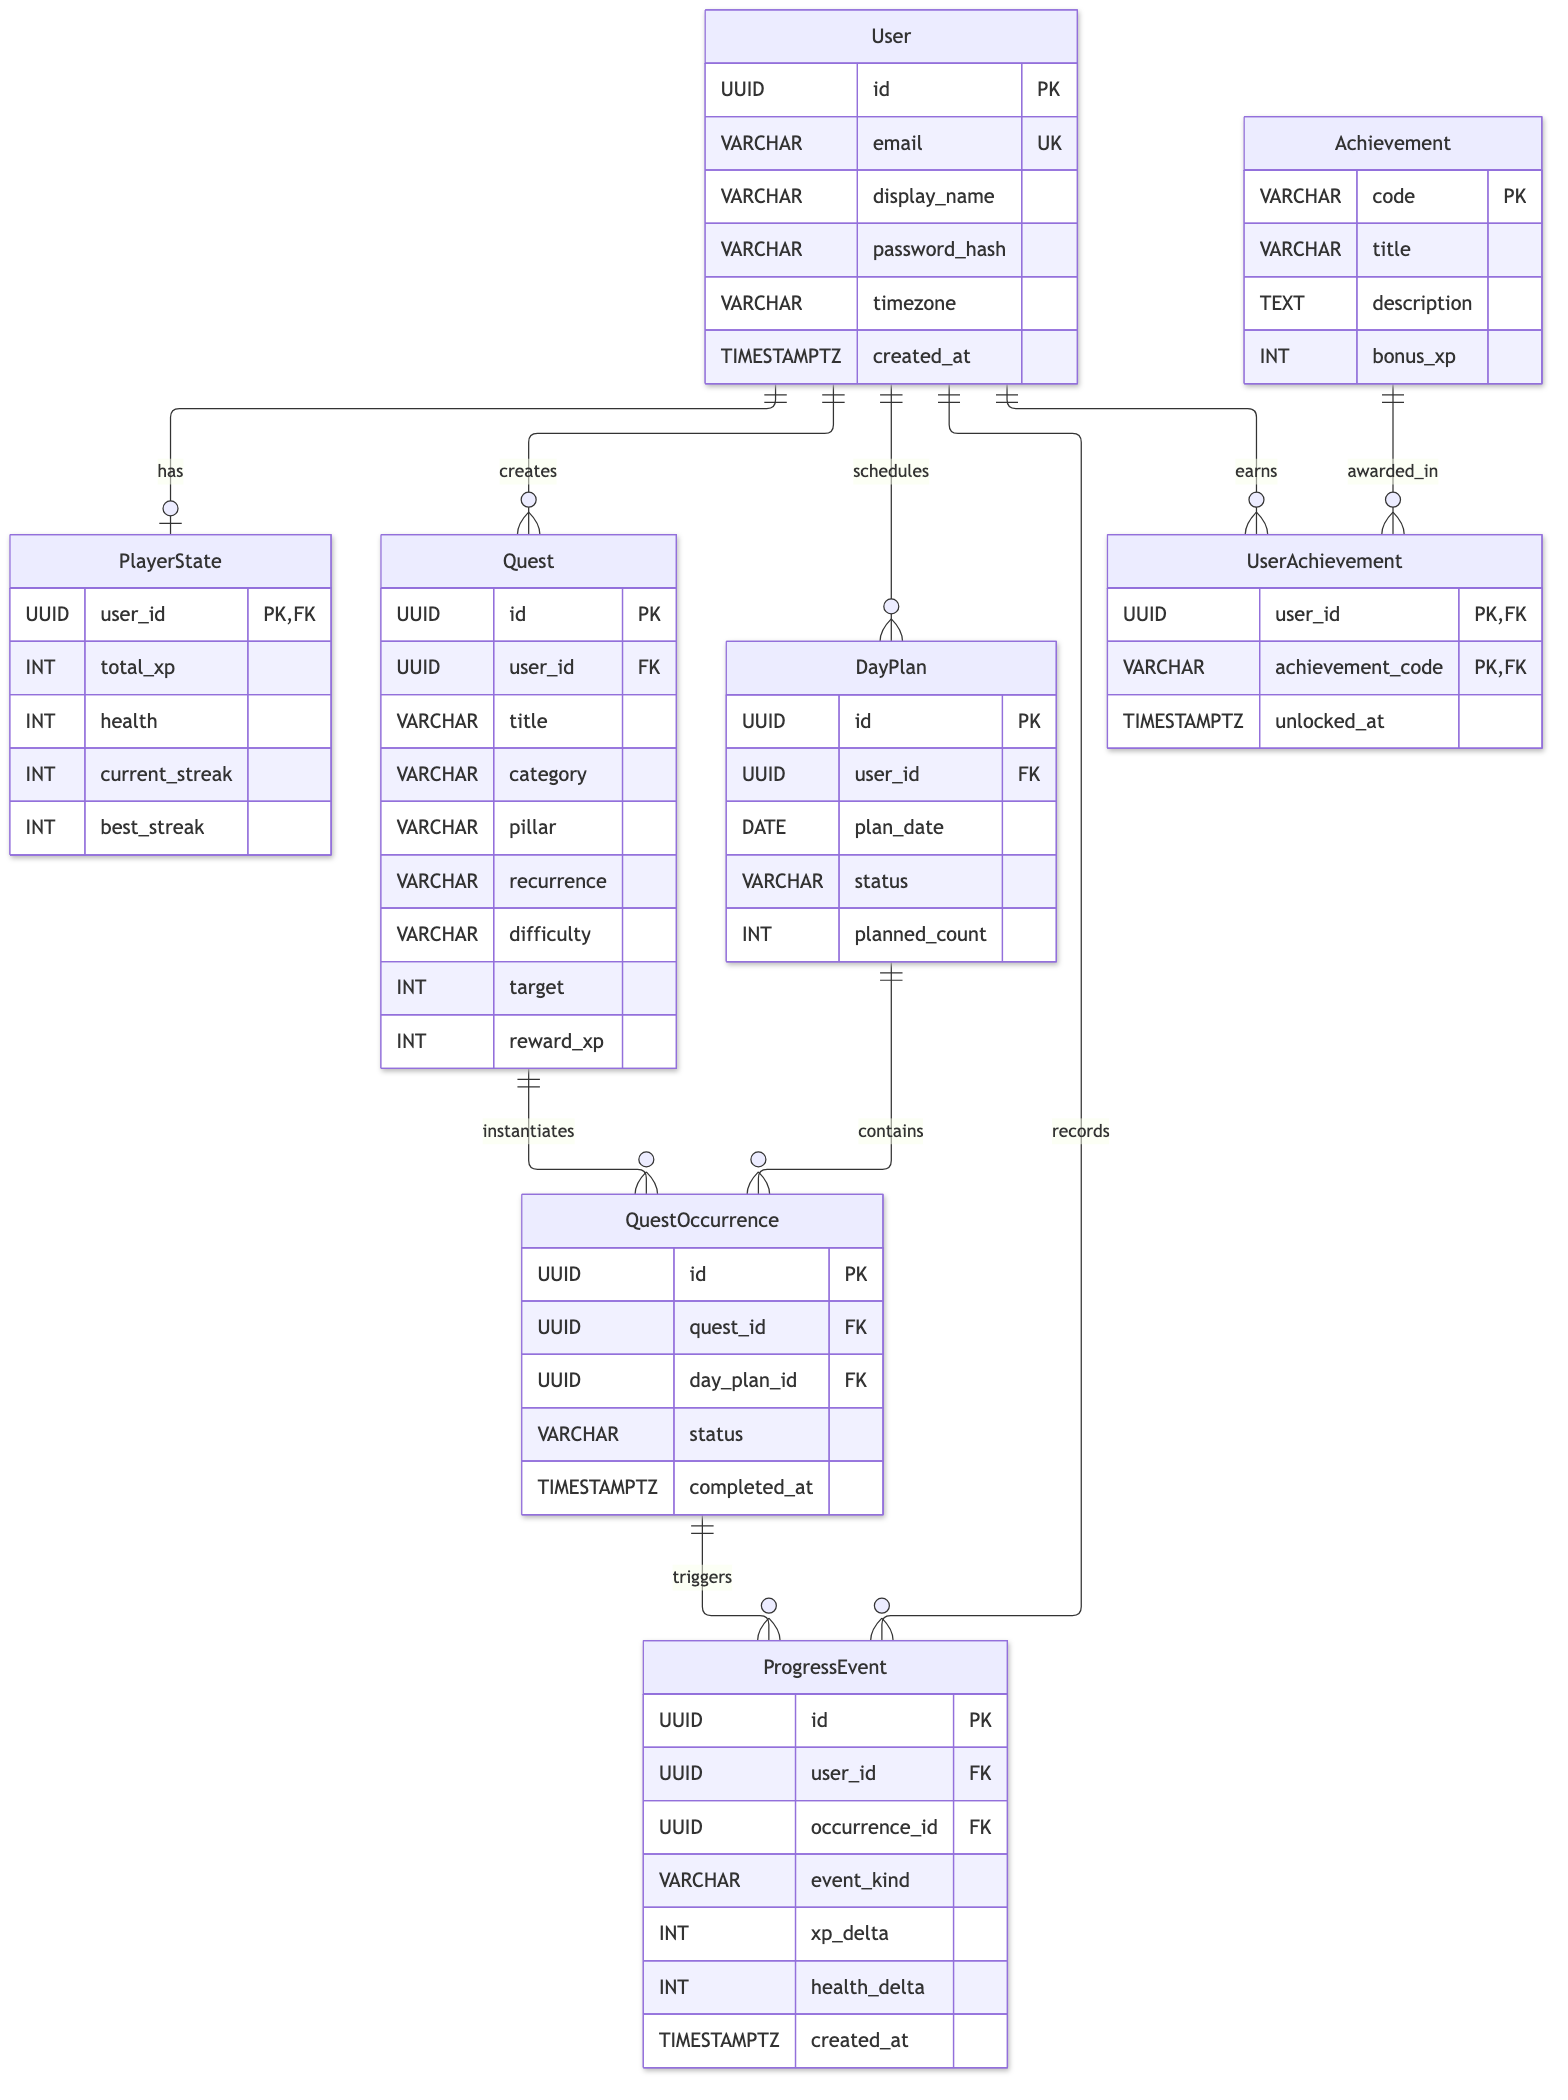 User
UUID id PK
VARCHAR email UK
VARCHAR display_name
VARCHAR password_hash
VARCHAR timezone
TIMESTAMPTZ created_at
Achievement
VARCHAR code PK
VARCHAR title
TEXT description
INT bonus_xp
has
creates
schedules
earns
awarded_in
PlayerState
UUID user_id PK,FK
INT total_xp
INT health
INT current_streak
INT best_streak
Quest
UUID id PK
UUID user_id FK
VARCHAR title
VARCHAR category
VARCHAR pillar
VARCHAR recurrence
VARCHAR difficulty
INT target
INT reward_xp
DayPlan
UUID id PK
UUID user_id FK
DATE plan_date
VARCHAR status
INT planned_count
UserAchievement
UUID user_id PK,FK
VARCHAR achievement_code PK,FK
TIMESTAMPTZ unlocked_at
instantiates
contains
records
QuestOccurrence
UUID id PK
UUID quest_id FK
UUID day_plan_id FK
VARCHAR status
TIMESTAMPTZ completed_at
triggers
ProgressEvent
UUID id PK
UUID user_id FK
UUID occurrence_id FK
VARCHAR event_kind
INT xp_delta
INT health_delta
TIMESTAMPTZ created_at